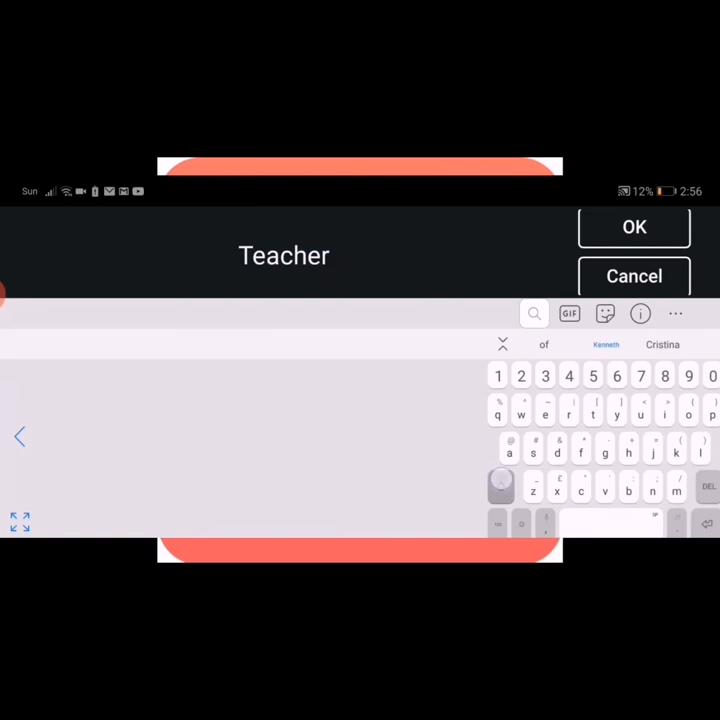 Sun 12% 2:56
OK
Teacher
Cancel
GIF
of Kenneth Cristina
1 2 3 4 5 6 7 8 9 0
% ^ ~ | [ ] < > { }
q w e r t y u i o p
@ # & * - + = ( )
a s d f g h j k l
_ £ " ' : ; /
z x c v b n m DEL
,
SP
.